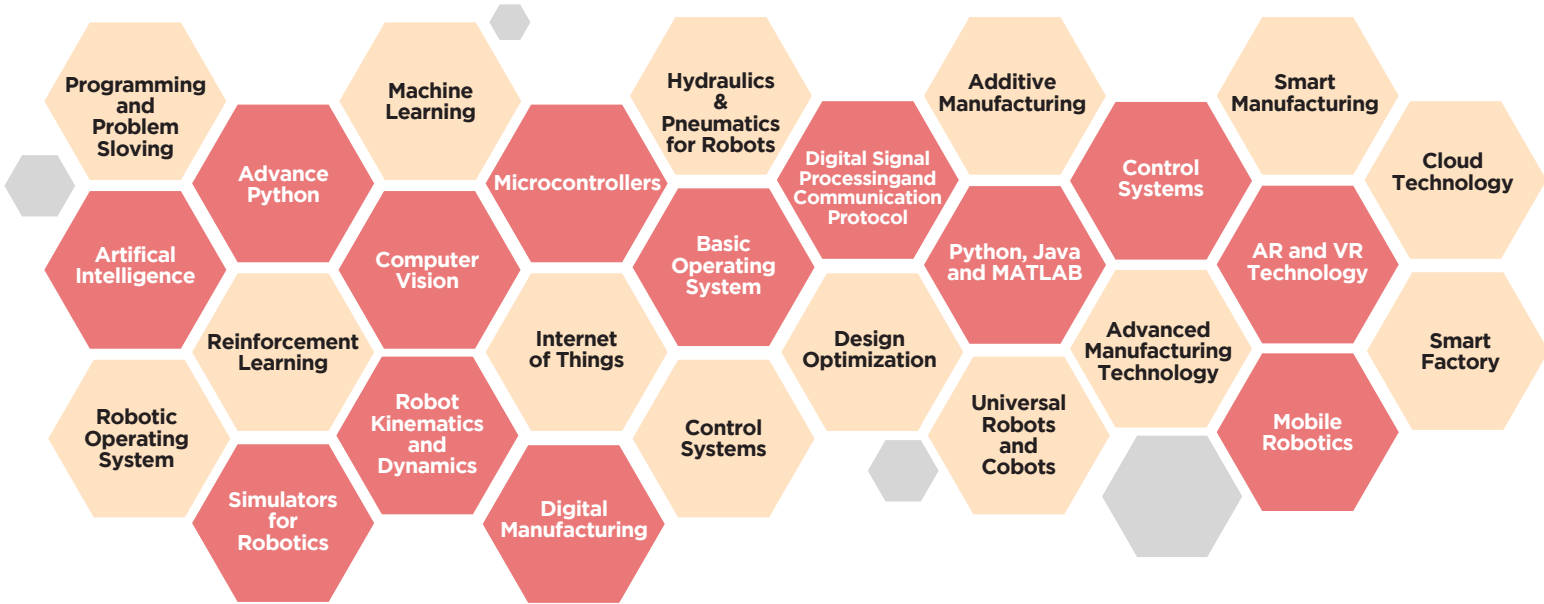 Programming
and
Problem
Sloving
Machine
Learning
Hydraulics
&
Pneumatics
for Robots
Additive
Manufacturing
Smart
Manufacturing
Advance
Python
Microcontrollers
Digital Signal
Processingand
Communication
Protocol
Control
Systems
Cloud
Technology
Artifical
Intelligence
Computer
Vision
Basic
Operating
System
Python, Java
and MATLAB
AR and VR
Technology
Reinforcement
Learning
Internet
of Things
Design
Optimization
Advanced
Manufacturing
Technology
Smart
Factory
Robotic
Operating
System
Robot
Kinematics
and
Dynamics
Control
Systems
Universal
Robots
and
Cobots
Mobile
Robotics
Simulators
for
Robotics
Digital
Manufacturing